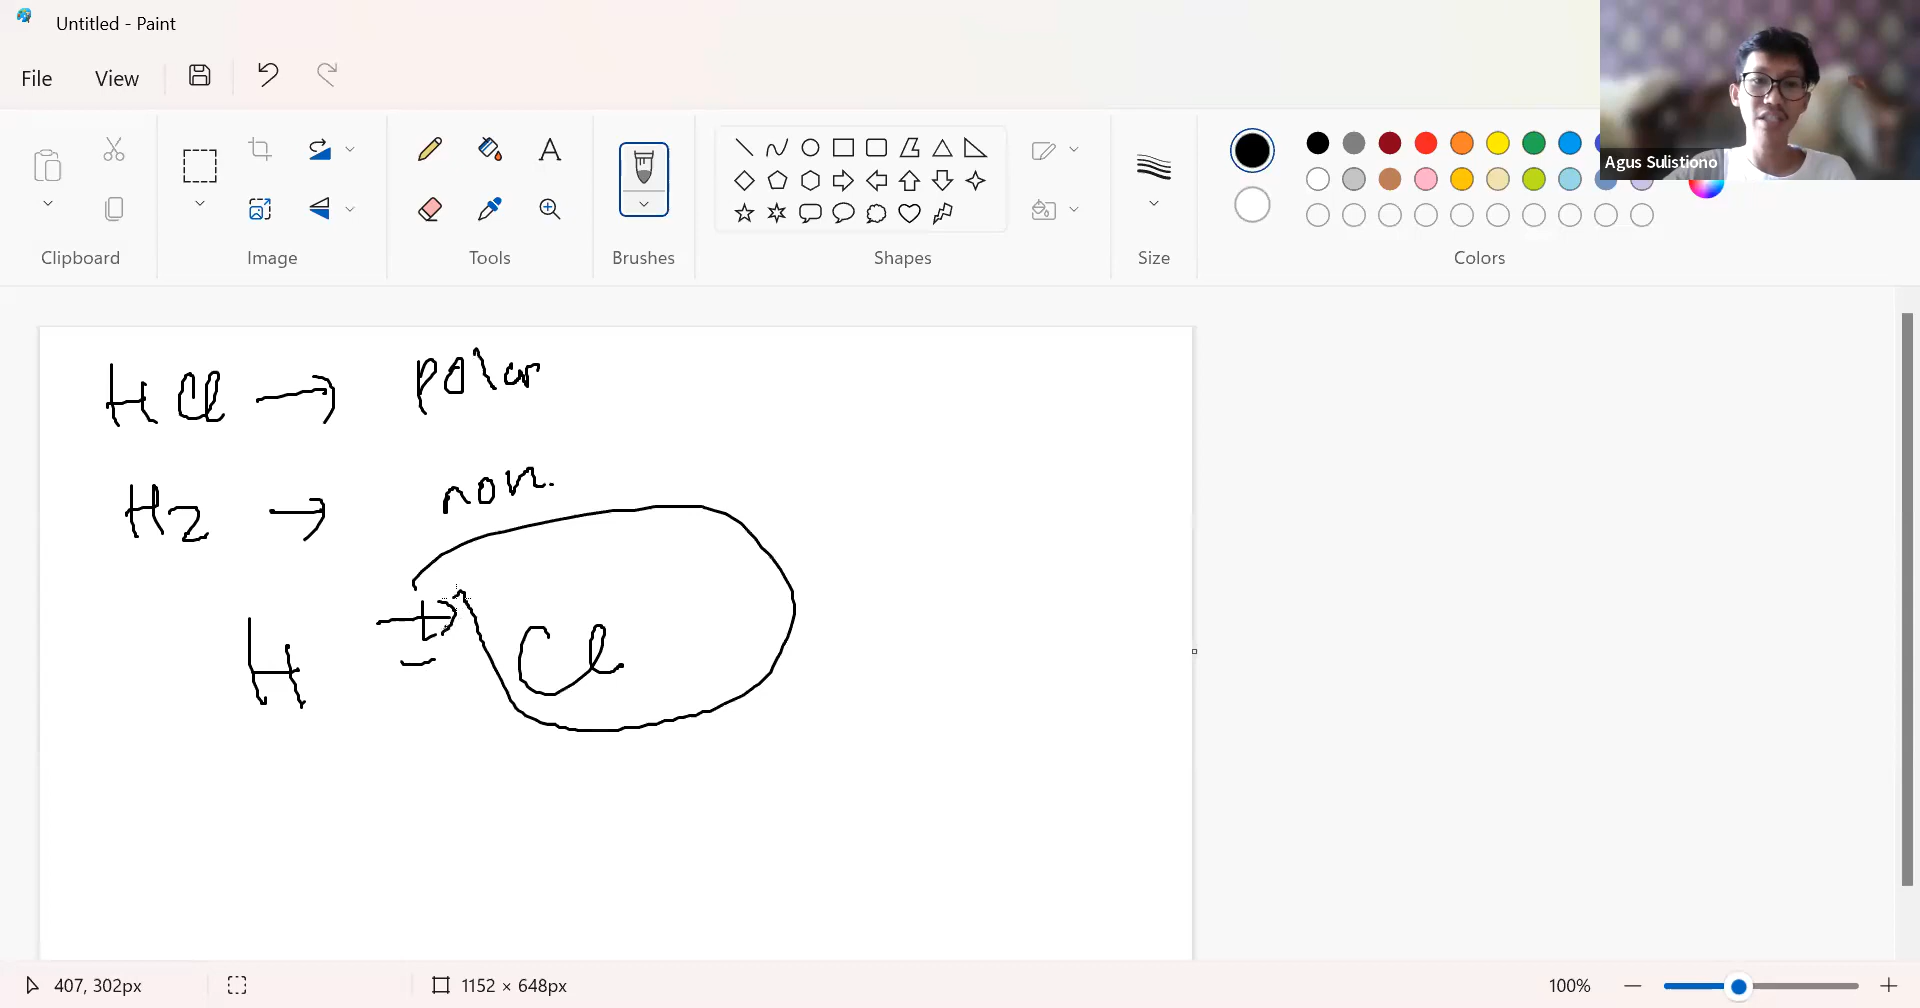 Untitled - Paint
File View
Agus Sulistiono
Clipboard Image Tools Brushes Shapes Size Colors
HCl → polar
H2 → non.
H Cl
407, 302px 1152 × 648px 100%